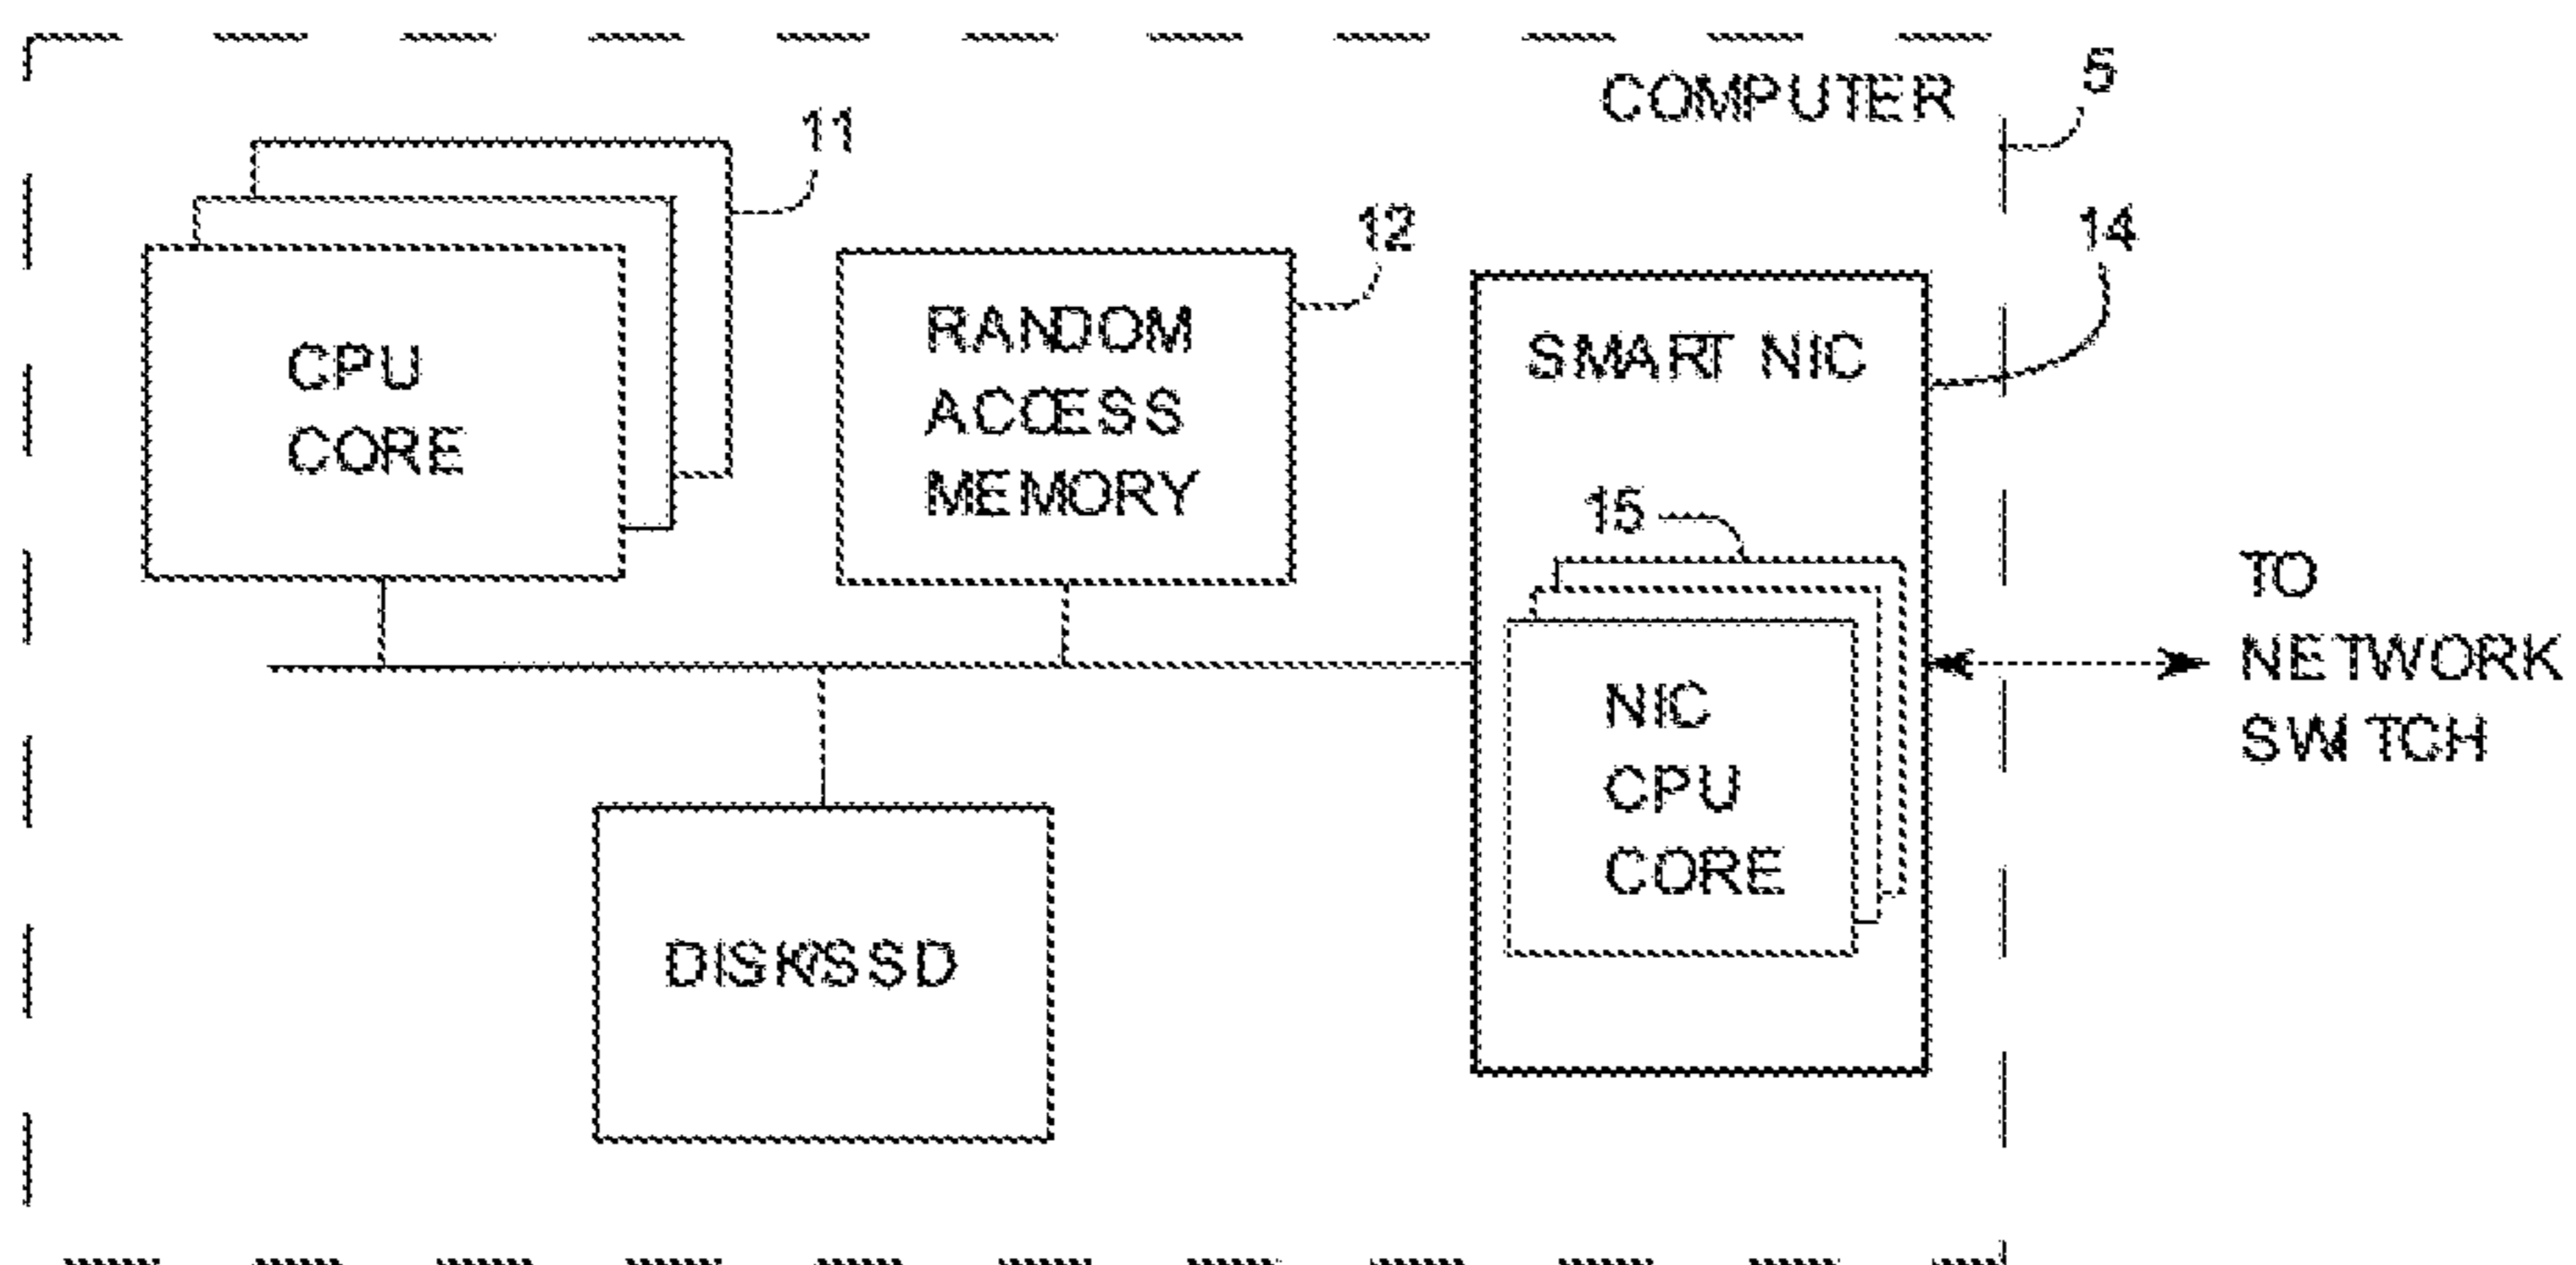 COMPUTER
5
11
12
14
CPU
CORE
RANDOM
ACCESS
MEMORY
SMART NIC
15
NIC
CPU
CORE
TO
NETWORK
SWITCH
DISK/SSD